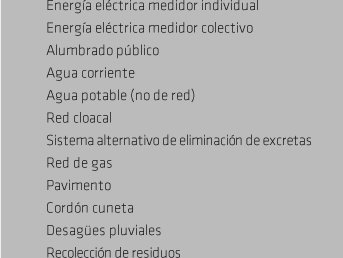 Energía eléctrica medidor individual
Energía eléctrica medidor colectivo
Alumbrado público
Agua corriente
Agua potable (no de red)
Red cloacal
Sistema alternativo de eliminación de excretas
Red de gas
Pavimento
Cordón cuneta
Desagües pluviales
Recolección de residuos